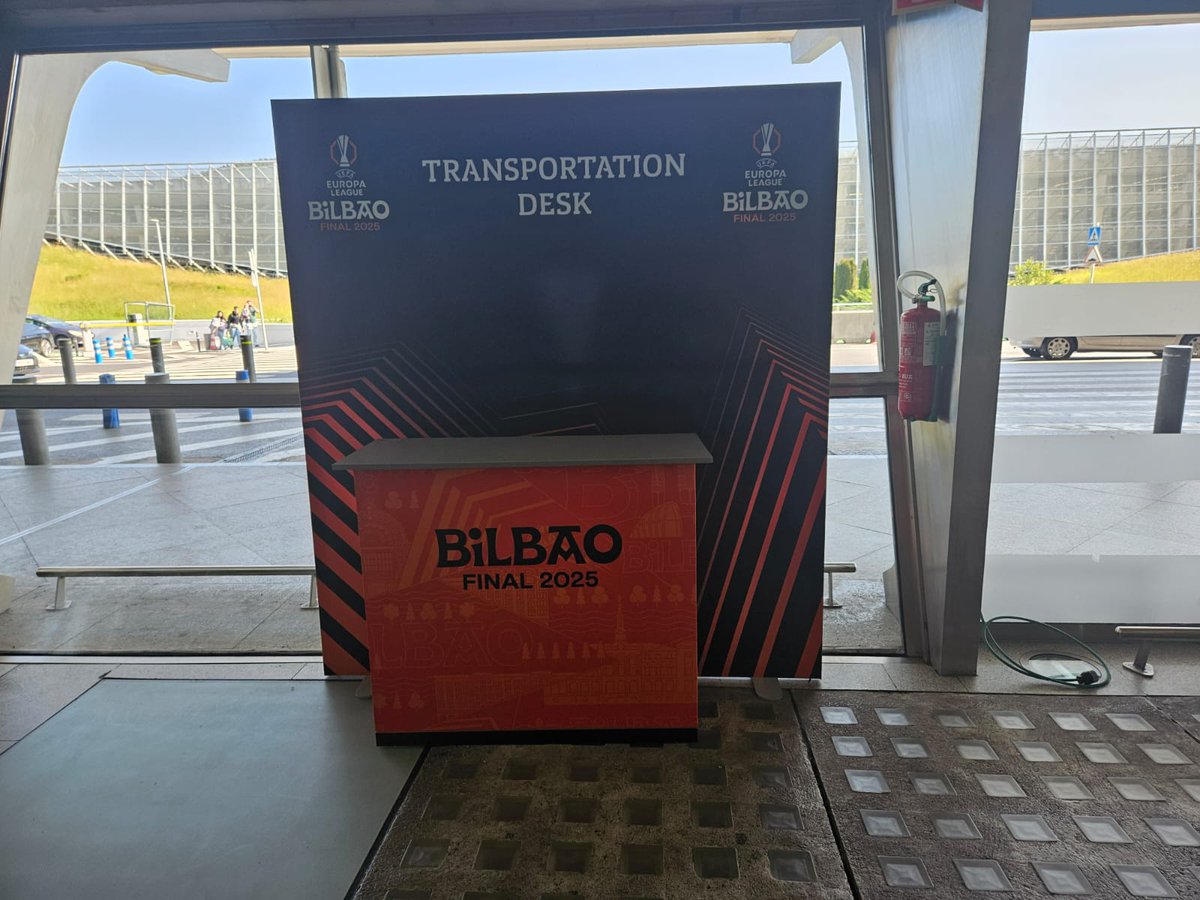 TRANSPORTATION
DESK
UEFA
EUROPA
LEAGUE
BiLBAO
FINAL 2025
UEFA
EUROPA
LEAGUE
BiLBAO
FINAL 2025
BiLBAO
FINAL 2025